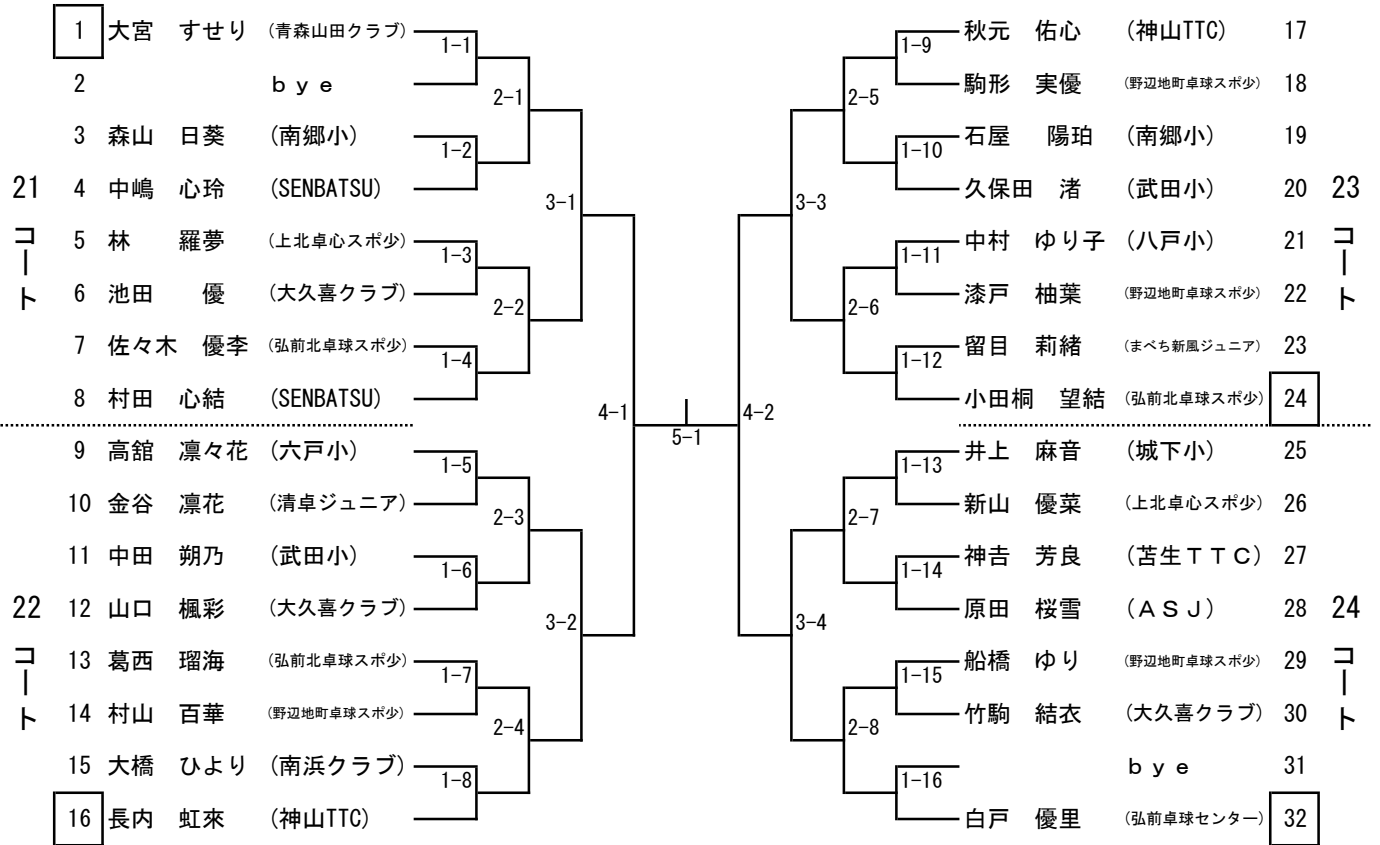 1 大宮 すせり (青森山田クラブ)
2 bye
3 森山 日葵 (南郷小)
4 中嶋 心玲 (SENBATSU)
5 林 羅夢 (上北卓心スポ少)
6 池田 優 (大久喜クラブ)
7 佐々木 優李 (弘前北卓球スポ少)
8 村田 心結 (SENBATSU)
21コート
9 高舘 凛々花 (六戸小)
10 金谷 凛花 (清卓ジュニア)
11 中田 朔乃 (武田小)
12 山口 楓彩 (大久喜クラブ)
13 葛西 瑠海 (弘前北卓球スポ少)
14 村山 百華 (野辺地町卓球スポ少)
15 大橋 ひより (南浜クラブ)
16 長内 虹來 (神山TTC)
22コート
1-1
1-2
1-3
1-4
1-5
1-6
1-7
1-8
2-1
2-2
2-3
2-4
3-1
3-2
4-1
5-1
4-2
3-3
3-4
2-5
2-6
2-7
2-8
1-9
1-10
1-11
1-12
1-13
1-14
1-15
1-16
秋元 佑心 (神山TTC) 17
駒形 実優 (野辺地町卓球スポ少) 18
石屋 陽珀 (南郷小) 19
久保田 渚 (武田小) 20
中村 ゆり子 (八戸小) 21
漆戸 柚葉 (野辺地町卓球スポ少) 22
留目 莉緒 (まべち新風ジュニア) 23
小田桐 望結 (弘前北卓球スポ少) 24
23コート
井上 麻音 (城下小) 25
新山 優菜 (上北卓心スポ少) 26
神𠮷 芳良 (苫生TTC) 27
原田 桜雪 (ASJ) 28
船橋 ゆり (野辺地町卓球スポ少) 29
竹駒 結衣 (大久喜クラブ) 30
bye 31
白戸 優里 (弘前卓球センター) 32
24コート